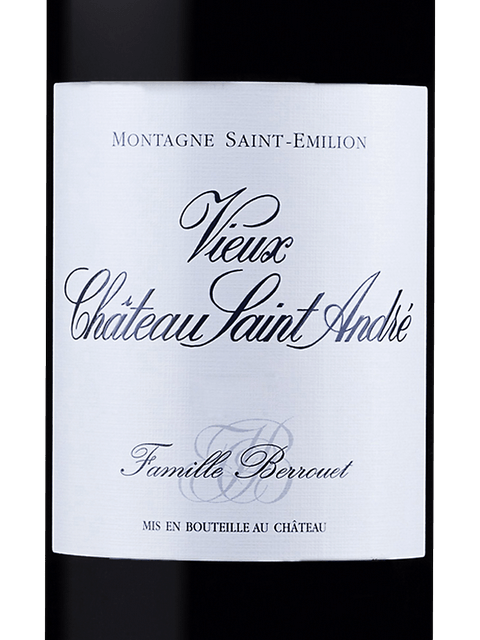 MONTAGNE SAINT-EMILION
Vieux
Château Saint André
Famille Berrouet
MIS EN BOUTEILLE AU CHÂTEAU